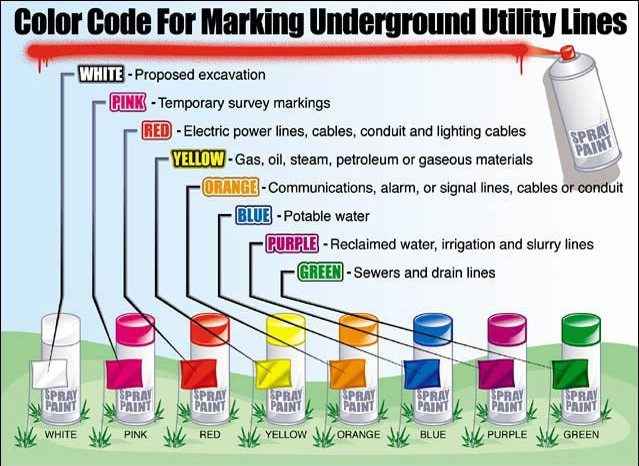 Color Code For Marking Underground Utility Lines
WHITE - Proposed excavation
PINK - Temporary survey markings
RED - Electric power lines, cables, conduit and lighting cables
YELLOW - Gas, oil, steam, petroleum or gaseous materials
ORANGE - Communications, alarm, or signal lines, cables or conduit
BLUE - Potable water
PURPLE - Reclaimed water, irrigation and slurry lines
GREEN - Sewers and drain lines
SPRAY
PAINT
SPRAY SPRAY SPRAY SPRAY SPRAY SPRAY SPRAY SPRAY
PAINT PAINT PAINT PAINT PAINT PAINT PAINT PAINT
WHITE PINK RED YELLOW ORANGE BLUE PURPLE GREEN